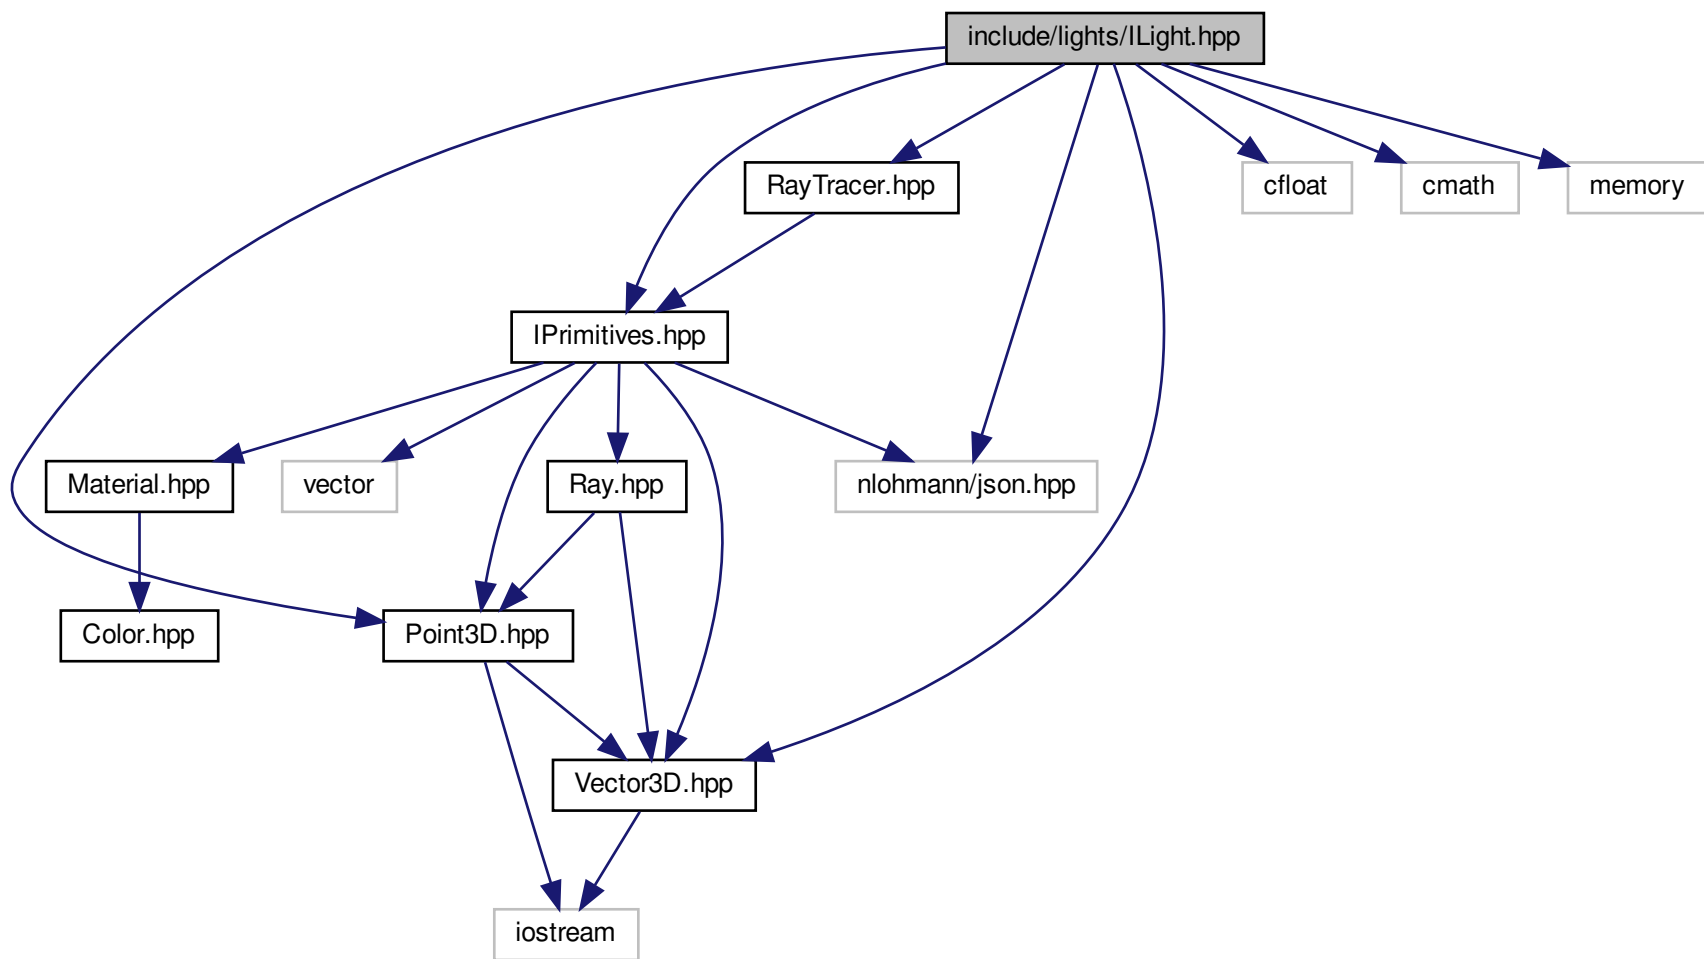 include/lights/ILight.hpp
RayTracer.hpp
cfloat
cmath
memory
IPrimitives.hpp
Material.hpp
vector
Ray.hpp
nlohmann/json.hpp
Color.hpp
Point3D.hpp
Vector3D.hpp
iostream